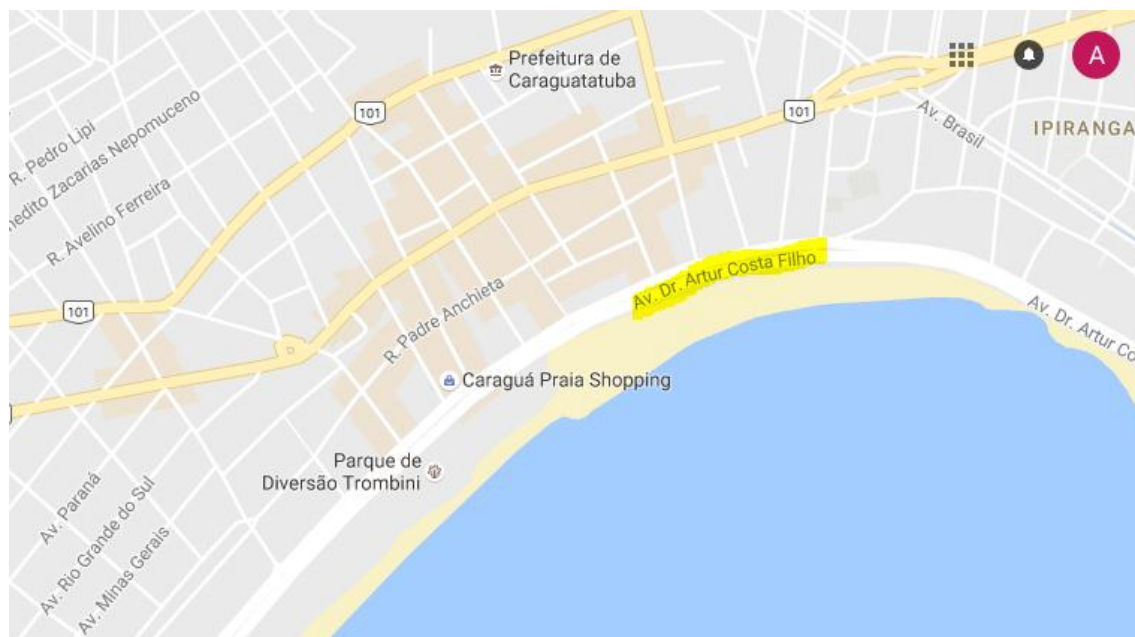 Prefeitura de
Caraguatatuba
A
101
101
Av. Brasil
IPIRANGA
R. Pedro Lipi
nedito Zacarias Nepomuceno
R. Avelino Ferreira
Av. Dr. Artur Costa Filho
101
R. Padre Anchieta
Av. Dr. Artur Co
Caraguá Praia Shopping
Parque de
Diversão Trombini
Av. Paraná
Av. Rio Grande do Sul
Av. Minas Gerais